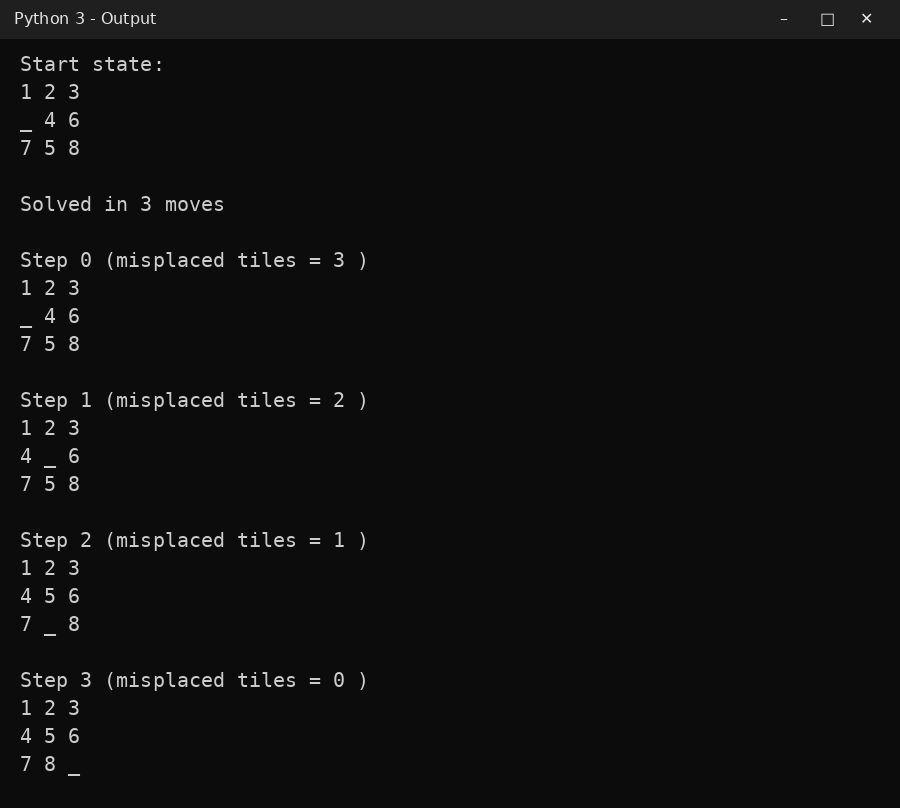 Python 3 - Output
Start state:
1 2 3
_ 4 6
7 5 8
Solved in 3 moves
Step 0 (misplaced tiles = 3 )
1 2 3
_ 4 6
7 5 8
Step 1 (misplaced tiles = 2 )
1 2 3
4 _ 6
7 5 8
Step 2 (misplaced tiles = 1 )
1 2 3
4 5 6
7 _ 8
Step 3 (misplaced tiles = 0 )
1 2 3
4 5 6
7 8 _